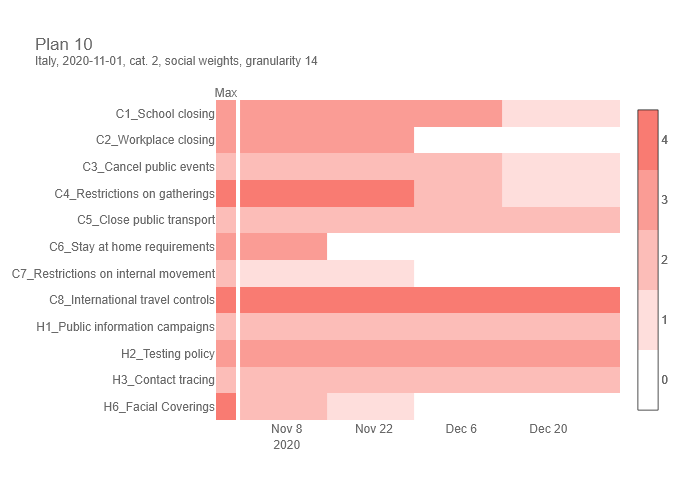 Plan 10
Italy, 2020-11-01, cat. 2, social weights, granularity 14
Max
C1_School closing
C2_Workplace closing
C3_Cancel public events
C4_Restrictions on gatherings
C5_Close public transport
C6_Stay at home requirements
C7_Restrictions on internal movement
C8_International travel controls
H1_Public information campaigns
H2_Testing policy
H3_Contact tracing
H6_Facial Coverings
4
3
2
1
0
Nov 8
2020
Nov 22
Dec 6
Dec 20